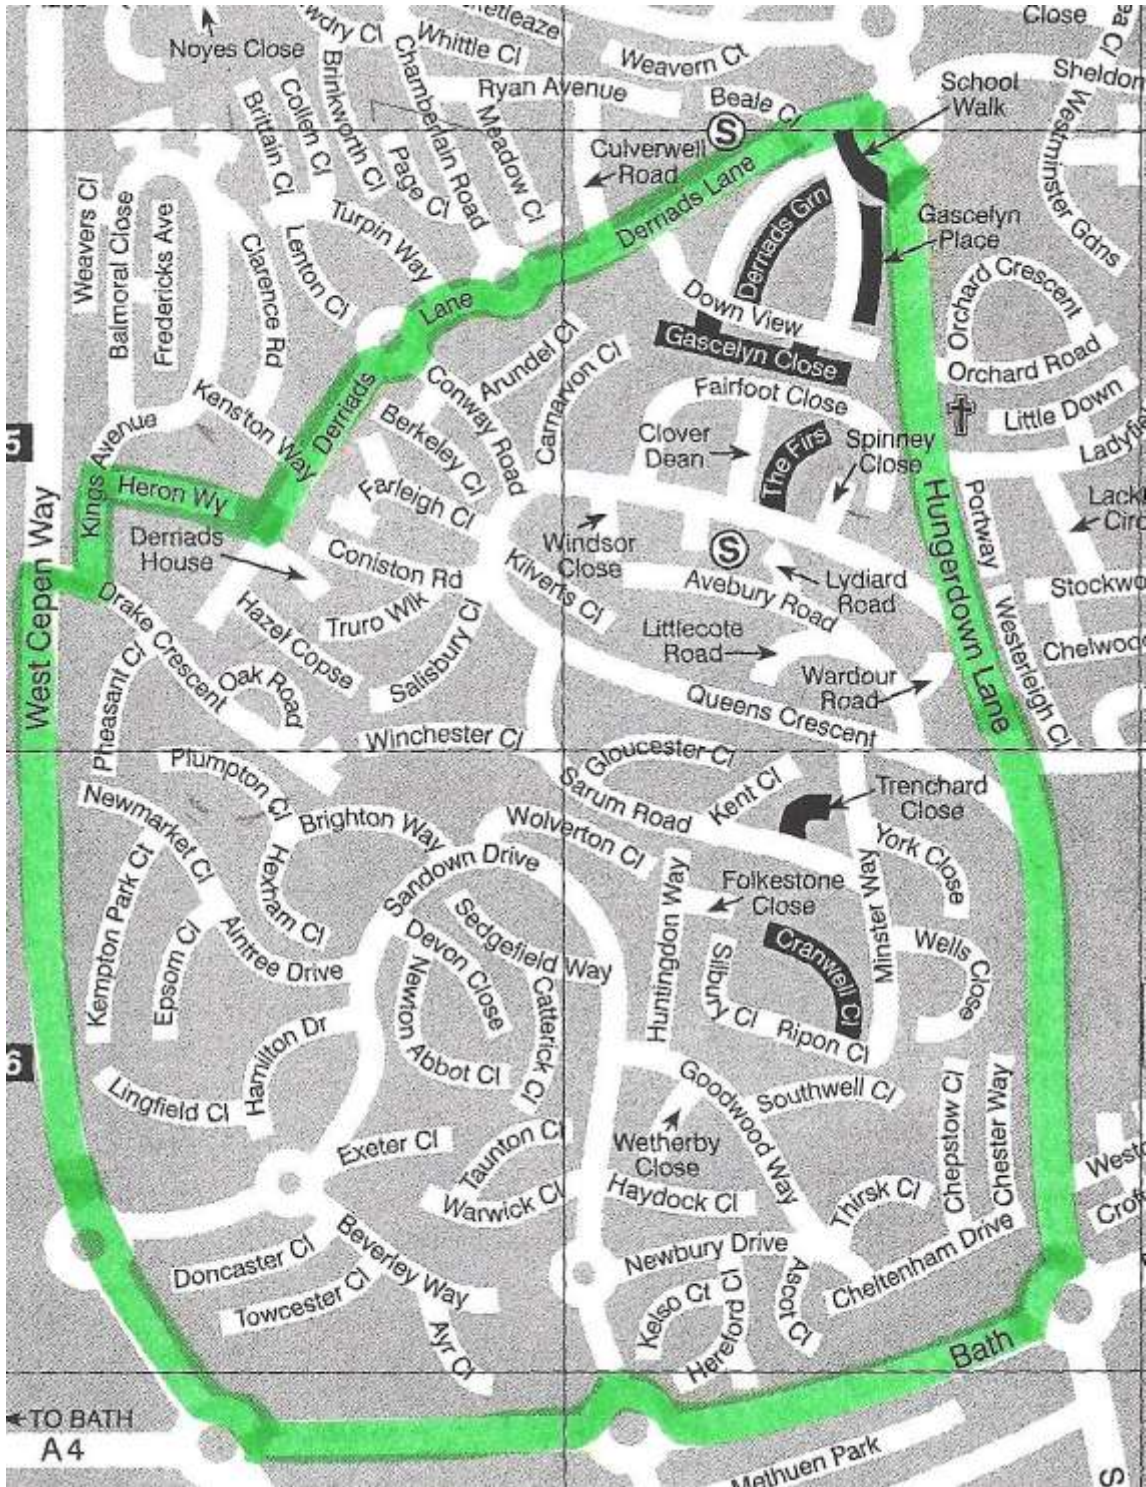 Close
Noyes Close
Whittle Cl
Weavern Ct
Sheldon
School
Walk
Ryan Avenue
Beale Cl
Chamberlain Road
Meadow Cl
Brinkworth Cl
Collen Cl
Brittain Cl
Page Cl
S
Culverwell
Road
Derriads Lane
Westminster Gdns
Gascelyn
Place
Derriads Grn
Weavers Cl
Balmoral Close
Fredericks Ave
Clarence Rd
Lenton Cl
Turpin Way
Lane
Down View
Gascelyn Close
Orchard Crescent
Orchard Road
Fairfoot Close
Little Down
Arundel Cl
Carnarvon Cl
Conway Road
Berkeley Cl
Derriads
Kens'ton Way
Avenue
Kings
Heron Wy
Farleigh Cl
Clover
Dean
The Firs
Spinney
Close
Portway
Hungerdown Lane
5
West Cepen Way
Derriads
House
Windsor
Close
S
Coniston Rd
Kilverts Cl
Avebury Road
Lydiard
Road
Drake Crescent
Hazel Copse
Truro Wlk
Salisbury Cl
Littlecote
Road
Wardour
Road
Westerleigh Cl
Pheasant Cl
Oak Road
Queens Crescent
Winchester Cl
Gloucester Cl
Plumpton Cl
Newmarket Cl
Brighton Way
Sarum Road
Kent Cl
Trenchard
Close
Wolverton Cl
York Close
Sandown Drive
Hexham Cl
Kempton Park Ct
Epsom Cl
Aintree Drive
Folkestone
Close
Minster Way
Huntingdon Way
Cranwell Cl
Wells Close
Sedgefield Way
Devon Close
Newton Abbot Cl
Catterick Cl
Silbury Cl
Ripon Cl
6
Hamilton Dr
Lingfield Cl
Goodwood Way
Southwell Cl
Chepstow Cl
Chester Way
Exeter Cl
Taunton Cl
Warwick Cl
Wetherby
Close
Haydock Cl
Thirsk Cl
Doncaster Cl
Towcester Cl
Beverley Way
Ayr Cl
Newbury Drive
Kelso Ct
Hereford Cl
Ascot Cl
Cheltenham Drive
Bath
TO BATH
A4
Methuen Park
S